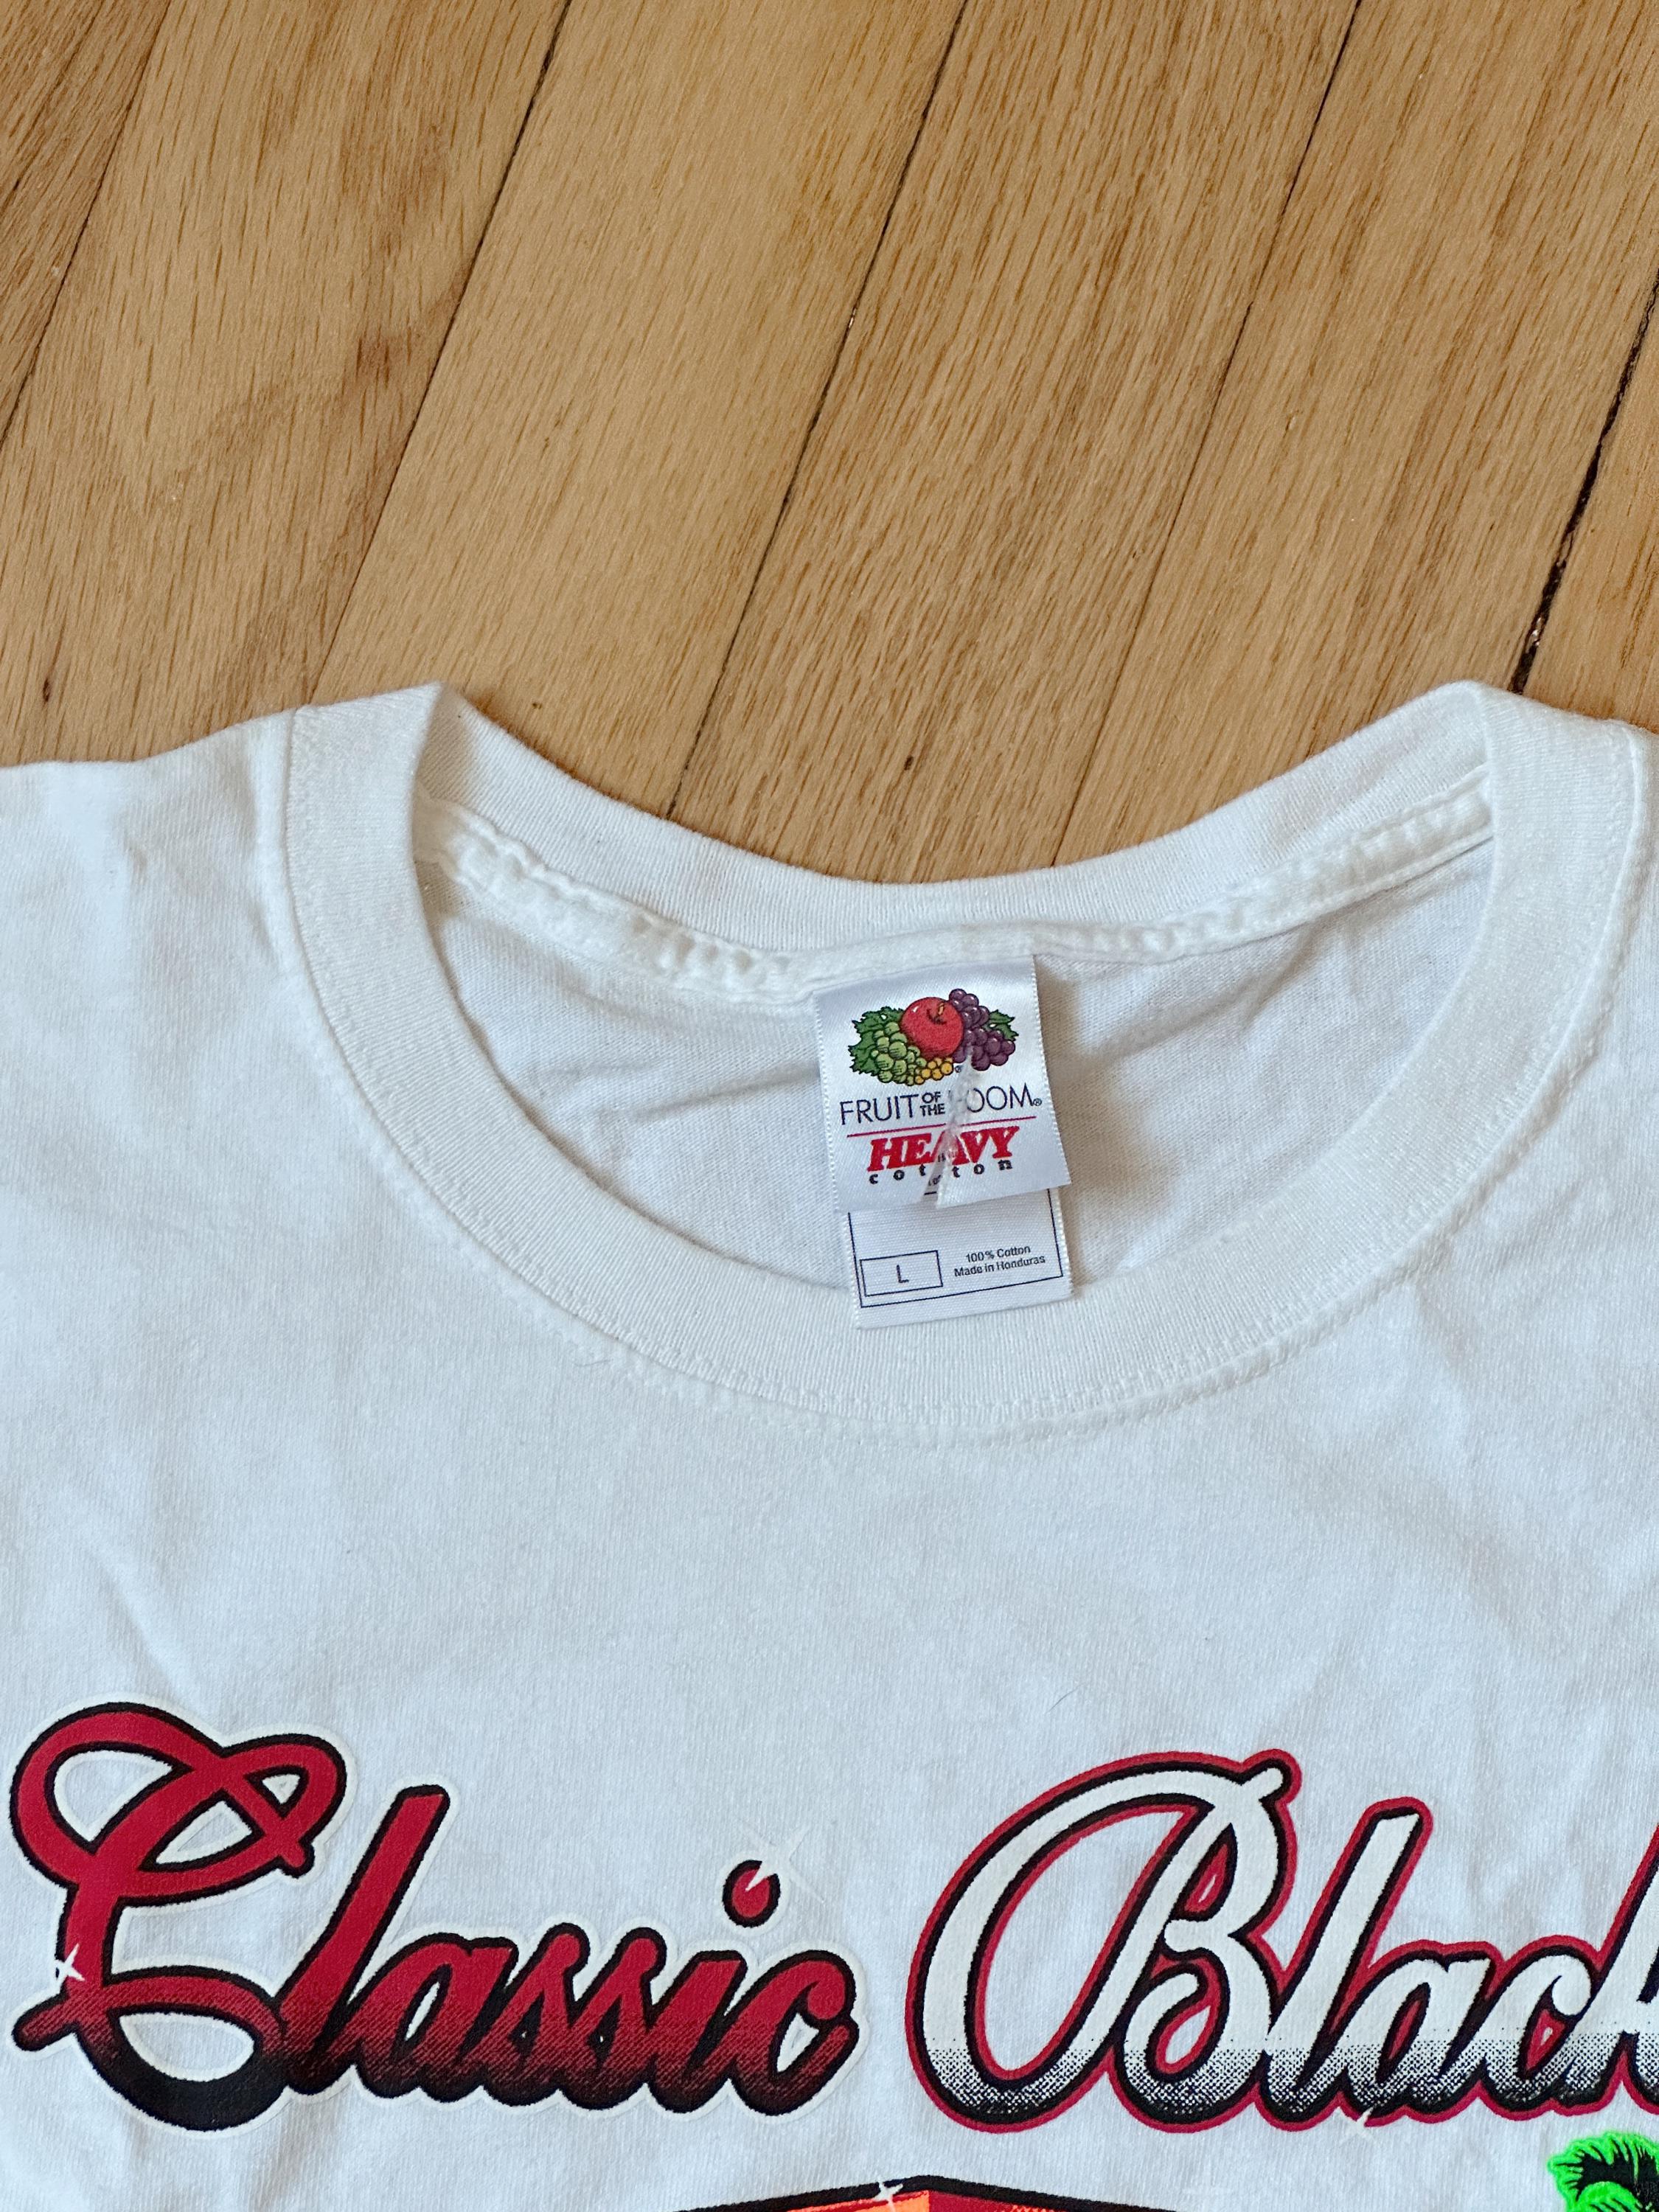 FRUIT OF THE LOOM®
HEAVY
cotton
L
100% Cotton
Made in Honduras
Classic Black